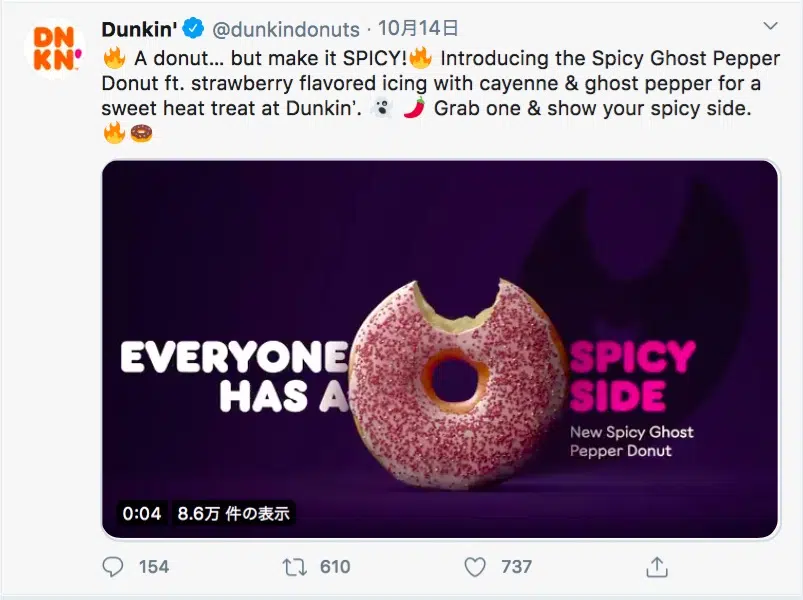 DN
KN'
Dunkin' @dunkindonuts · 10月14日
🔥 A donut... but make it SPICY!🔥 Introducing the Spicy Ghost Pepper
Donut ft. strawberry flavored icing with cayenne & ghost pepper for a
sweet heat treat at Dunkin'. 👻 🌶️ Grab one & show your spicy side.
🔥🍩
EVERYONE
HAS A
SPICY
SIDE
New Spicy Ghost
Pepper Donut
0:04 8.6万 件の表示
154 610 737